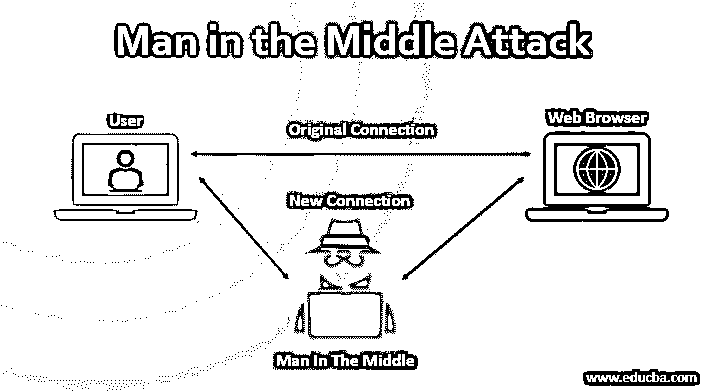 Man in the Middle Attack
User
Original Connection
Web Browser
New Connection
Man In The Middle
www.educba.com